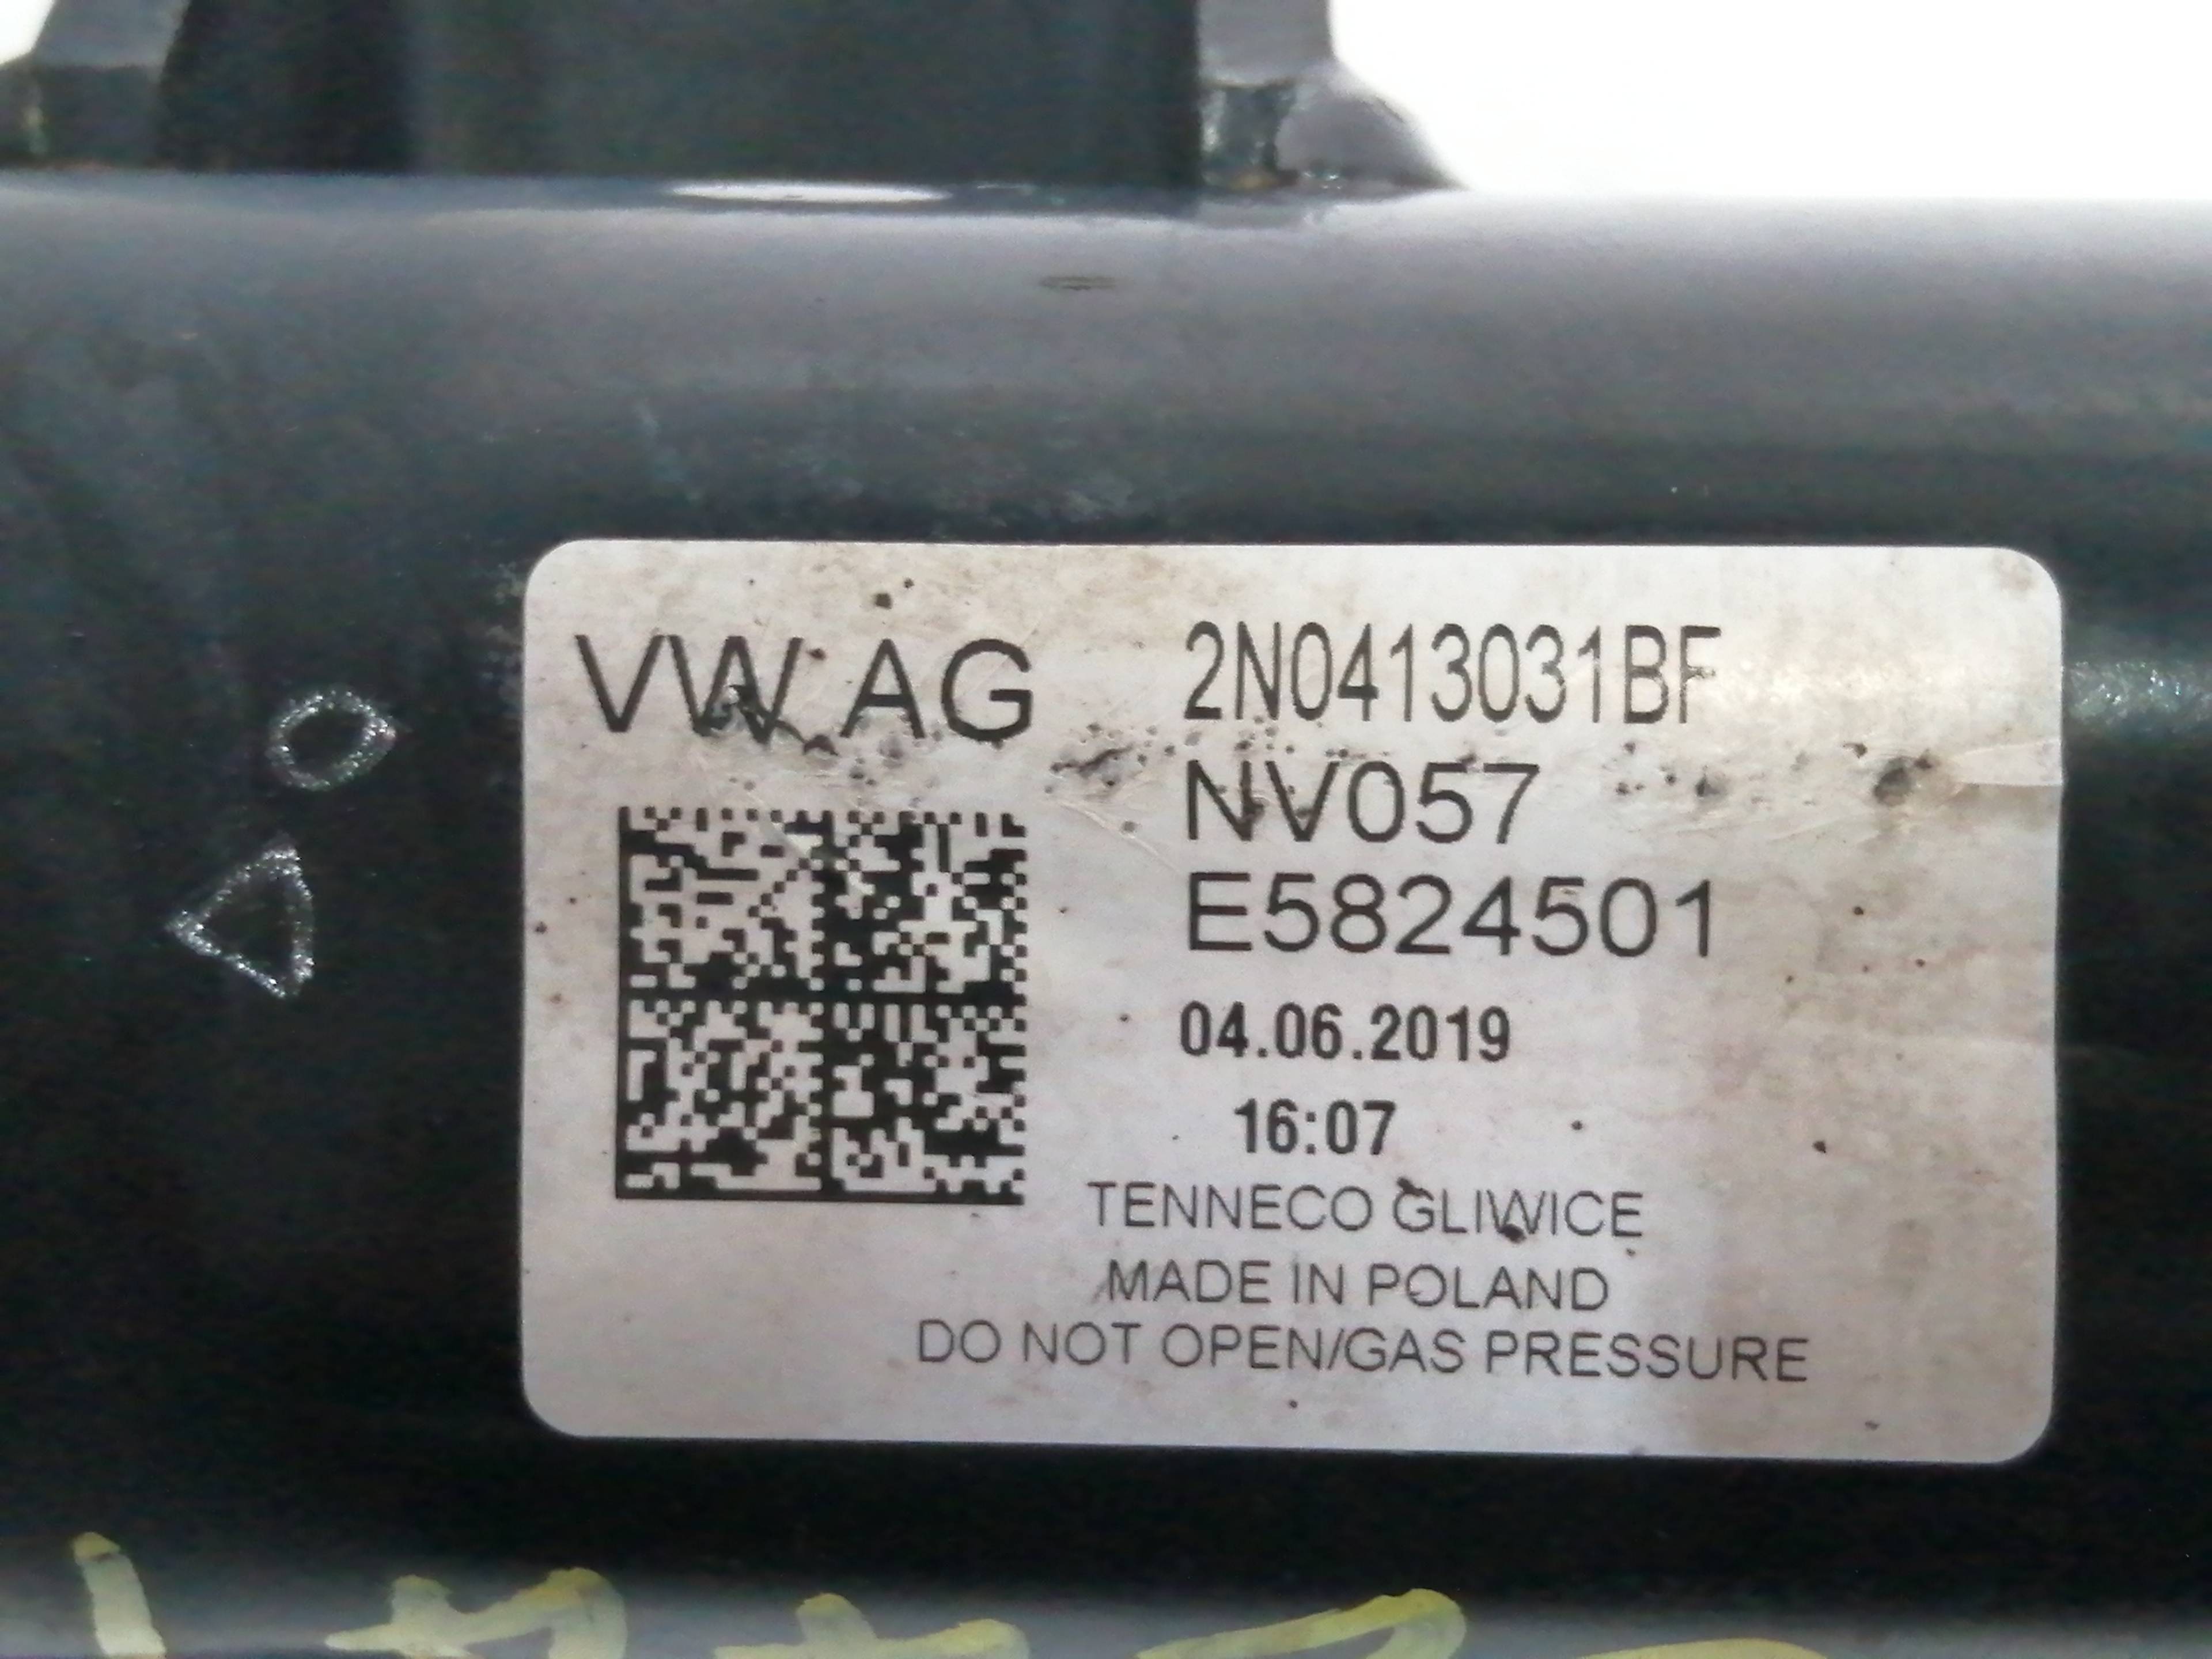 VW AG
2N0413031BF
NV057
E5824501
04.06.2019
16:07
TENNECO GLIWICE
MADE IN POLAND
DO NOT OPEN/GAS PRESSURE